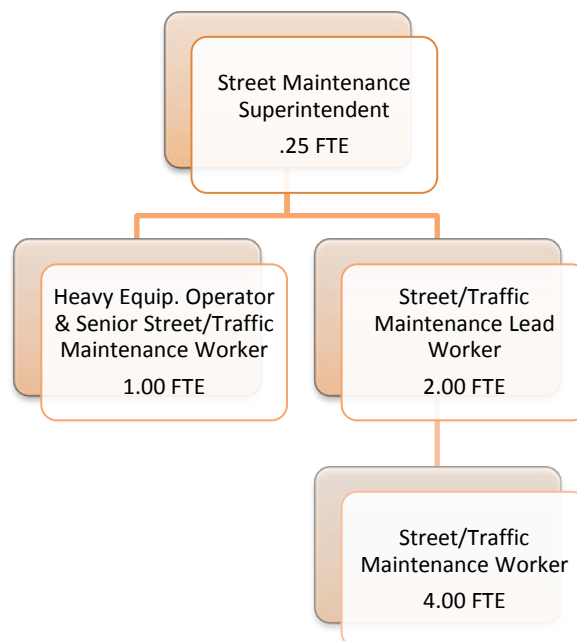 Street Maintenance
Superintendent
.25 FTE
Heavy Equip. Operator
& Senior Street/Traffic
Maintenance Worker
1.00 FTE
Street/Traffic
Maintenance Lead
Worker
2.00 FTE
Street/Traffic
Maintenance Worker
4.00 FTE